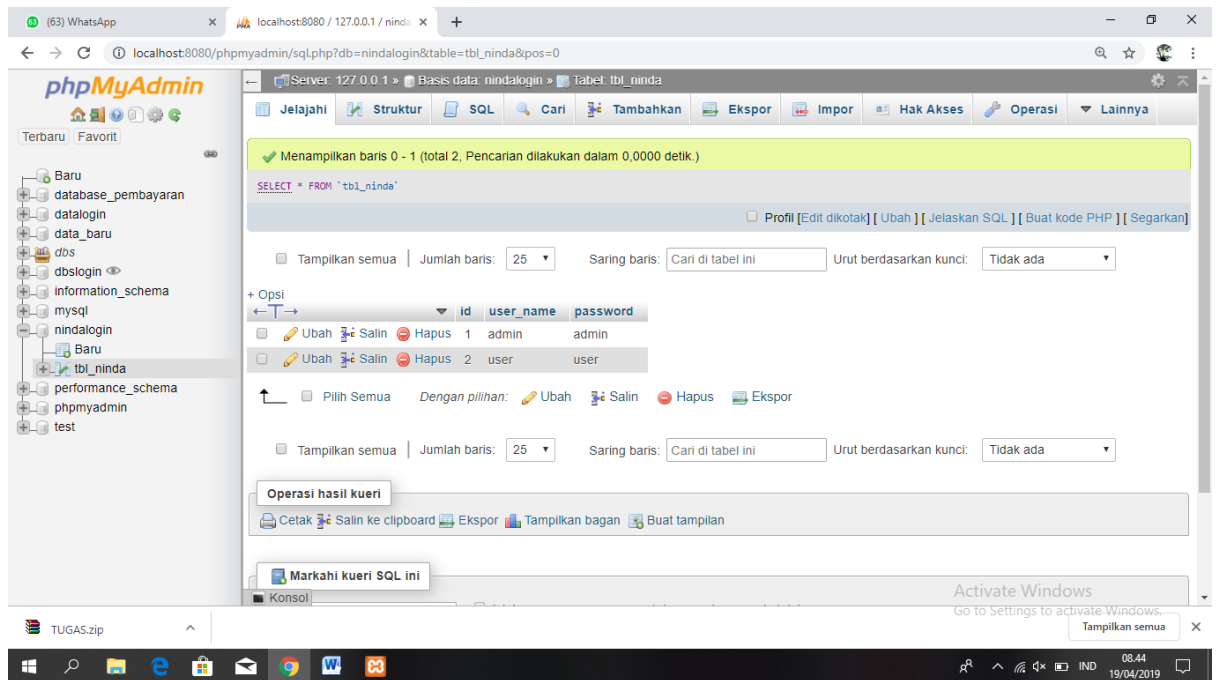 (63) WhatsApp
localhost:8080 / 127.0.0.1 / ninda
localhost:8080/phpmyadmin/sql.php?db=nindalogin&table=tbl_ninda&pos=0
phpMyAdmin
Terbaru Favorit
Baru
database_pembayaran
datalogin
data_baru
dbs
dbslogin
information_schema
mysql
nindalogin
Baru
tbl_ninda
performance_schema
phpmyadmin
test
Server: 127.0.0.1 » Basis data: nindalogin » Tabel: tbl_ninda
Jelajahi Struktur SQL Cari Tambahkan Ekspor Impor Hak Akses Operasi Lainnya
Menampilkan baris 0 - 1 (total 2, Pencarian dilakukan dalam 0,0000 detik.)
SELECT * FROM `tbl_ninda`
Profil [Edit dikotak] [ Ubah ] [ Jelaskan SQL ] [ Buat kode PHP ] [ Segarkan]
Tampilkan semua | Jumlah baris: 25 Saring baris: Cari di tabel ini Urut berdasarkan kunci: Tidak ada
+ Opsi
←T→ id user_name password
Ubah Salin Hapus 1 admin admin
Ubah Salin Hapus 2 user user
Pilih Semua Dengan pilihan: Ubah Salin Hapus Ekspor
Tampilkan semua | Jumlah baris: 25 Saring baris: Cari di tabel ini Urut berdasarkan kunci: Tidak ada
Operasi hasil kueri
Cetak Salin ke clipboard Ekspor Tampilkan bagan Buat tampilan
Markahi kueri SQL ini
Konsol
Activate Windows
Go to Settings to activate Windows.
TUGAS.zip
Tampilkan semua
IND
08.44
19/04/2019